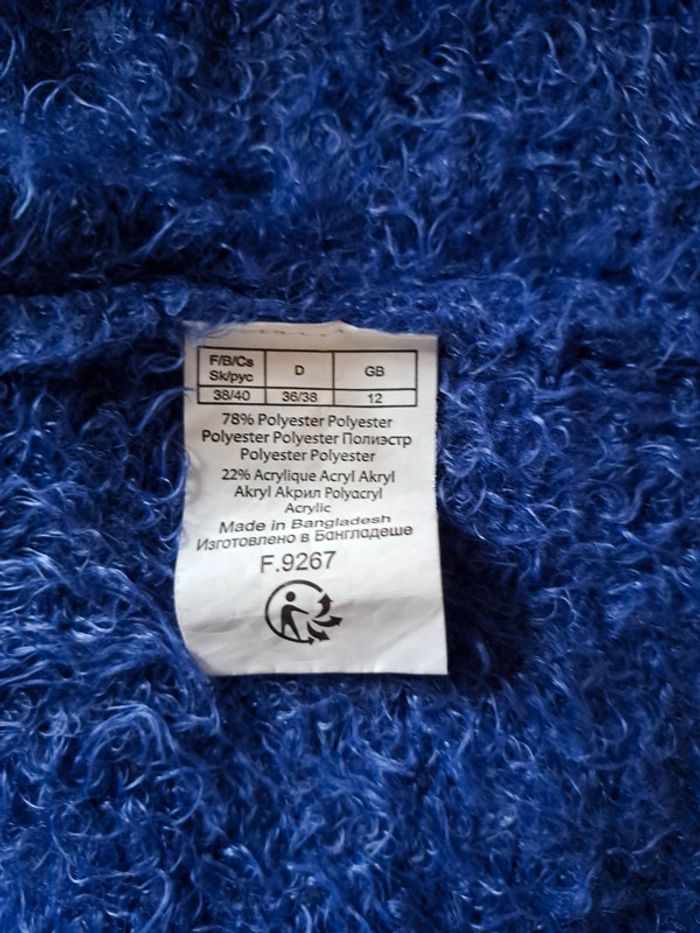 F/B/Cs D GB
Sk/рус
38/40 36/38 12
78% Polyester Polyester
Polyester Polyester Полиэстр
Polyester Polyester
22% Acrylique Acryl Akryl
Akryl Акрил Polyacryl
Acrylic
Made in Bangladesh
Изготовлено в Бангладеше
F.9267